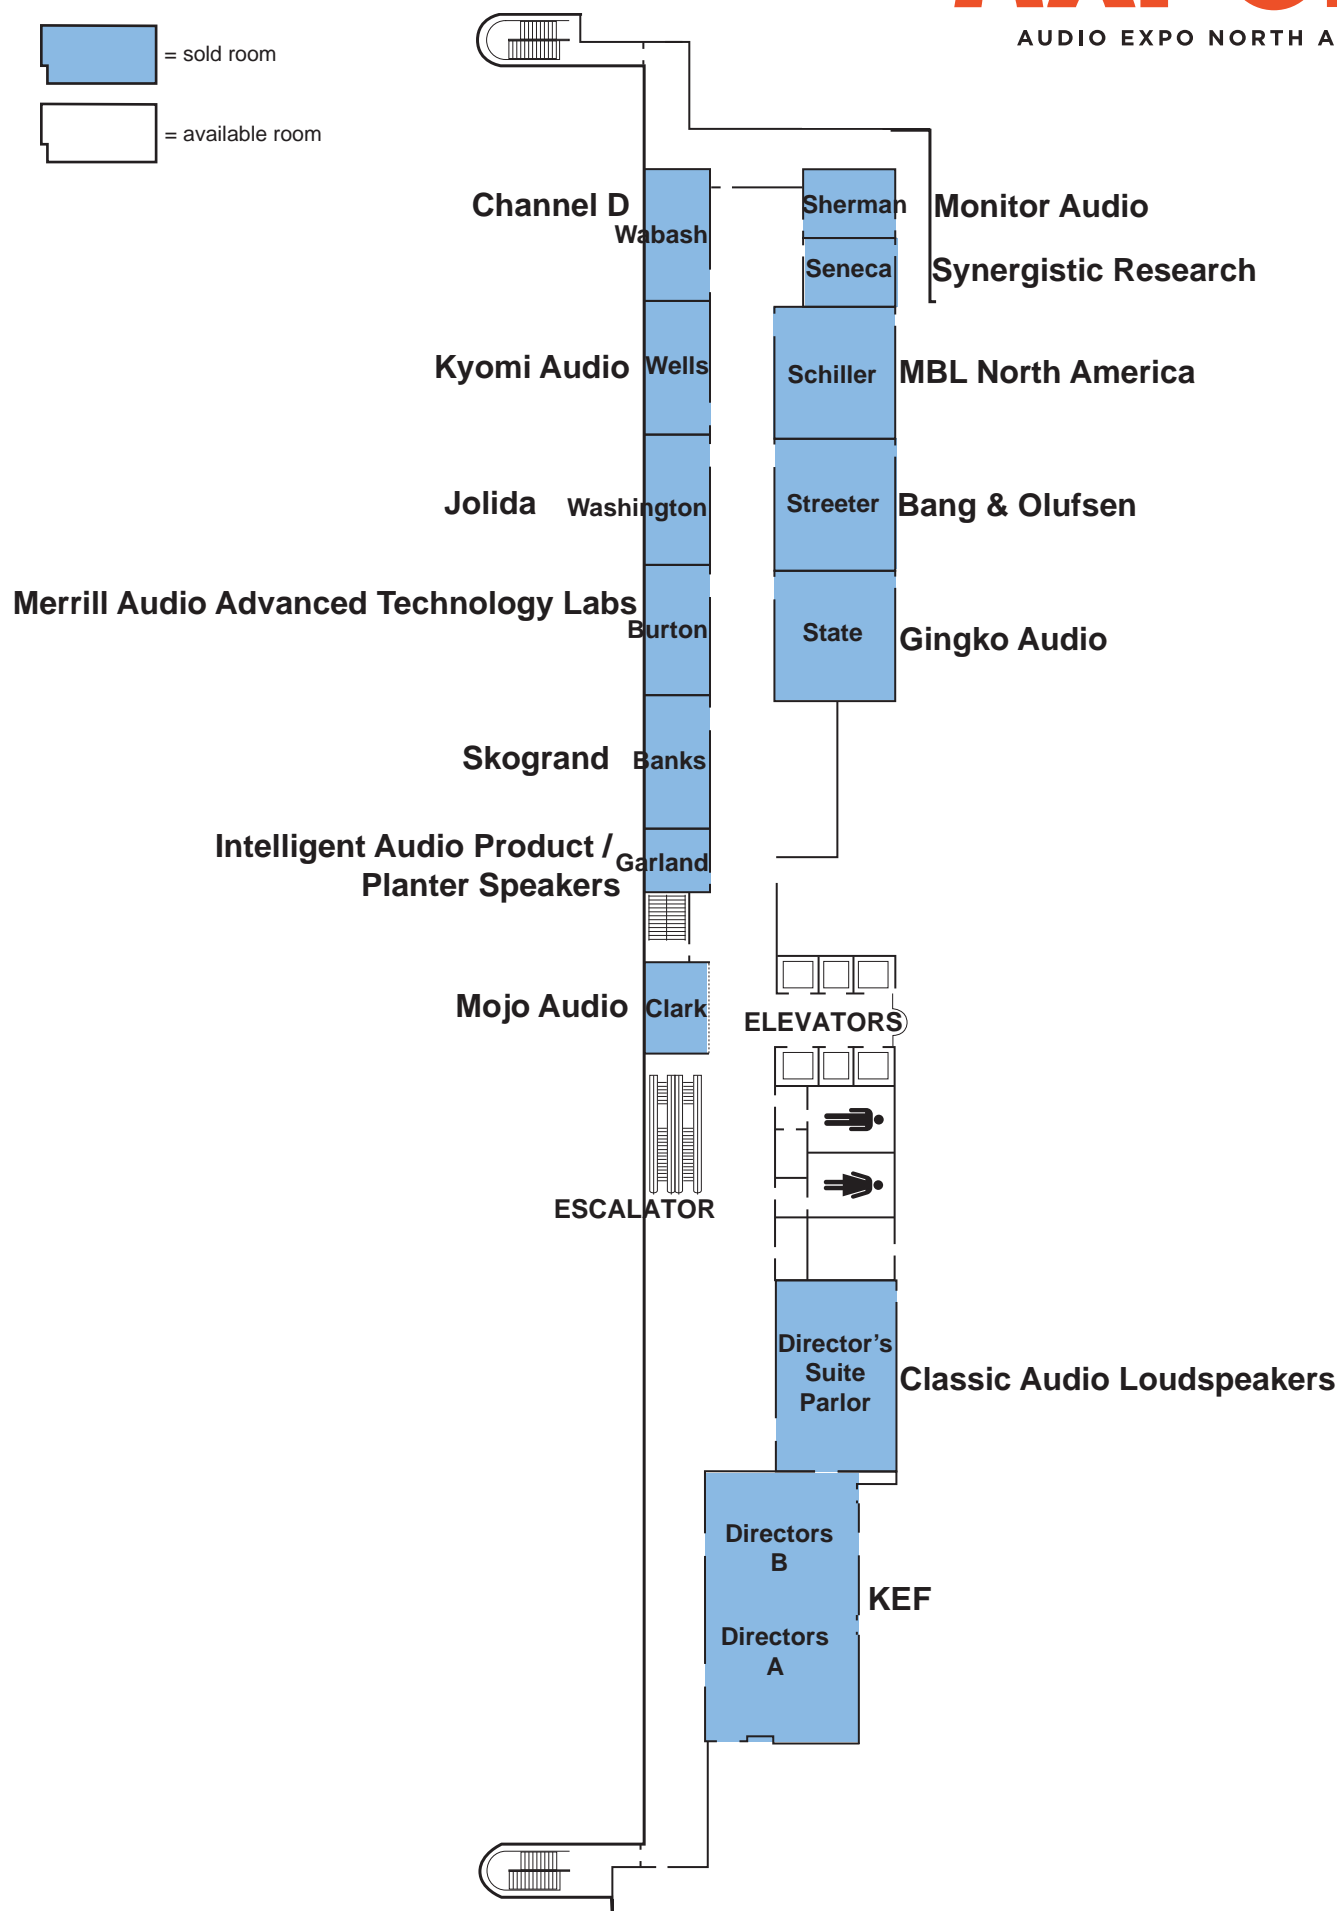 = sold room
= available room
AUDIO EXPO NORTH A
Channel D
Wabash
Sherman
Monitor Audio
Seneca
Synergistic Research
Kyomi Audio
Wells
Schiller
MBL North America
Jolida
Washington
Streeter
Bang & Olufsen
Merrill Audio Advanced Technology Labs
Burton
State
Gingko Audio
Skogrand
Banks
Intelligent Audio Product /
Planter Speakers
Garland
Mojo Audio
Clark
ELEVATORS
ESCALATOR
Director’s
Suite
Parlor
Classic Audio Loudspeakers
Directors
B
KEF
Directors
A